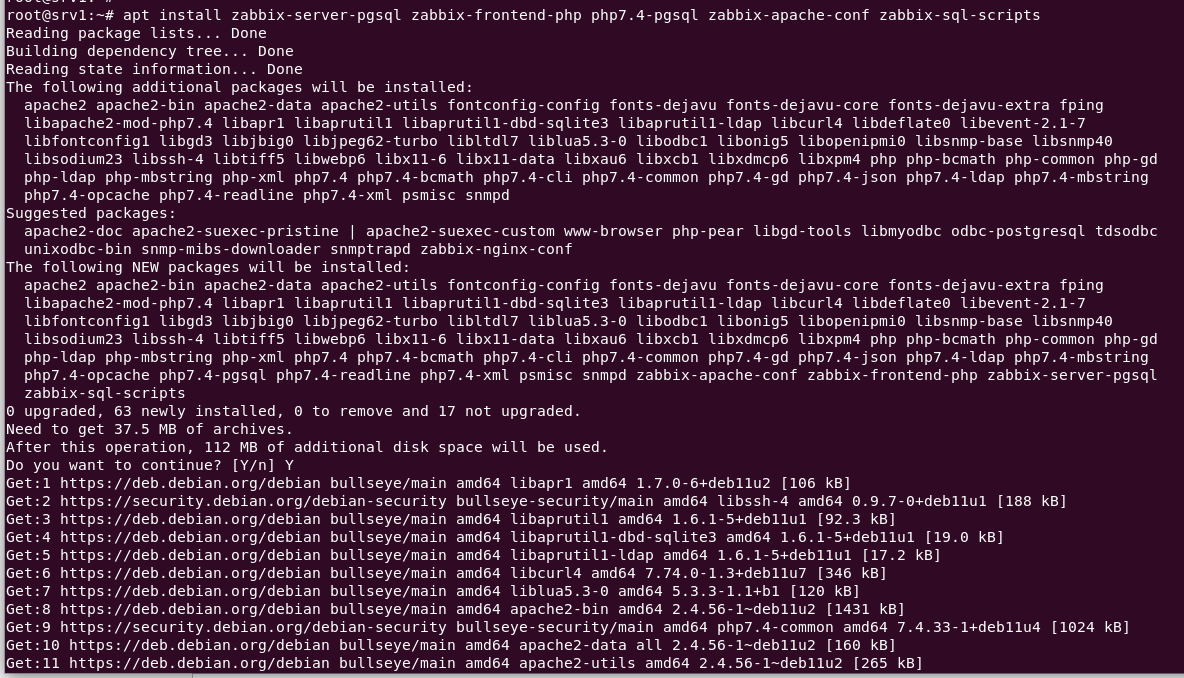 root@srv1:~#
root@srv1:~# apt install zabbix-server-pgsql zabbix-frontend-php php7.4-pgsql zabbix-apache-conf zabbix-sql-scripts
Reading package lists... Done
Building dependency tree... Done
Reading state information... Done
The following additional packages will be installed:
  apache2 apache2-bin apache2-data apache2-utils fontconfig-config fonts-dejavu fonts-dejavu-core fonts-dejavu-extra fping
  libapache2-mod-php7.4 libapr1 libaprutil1 libaprutil1-dbd-sqlite3 libaprutil1-ldap libcurl4 libdeflate0 libevent-2.1-7
  libfontconfig1 libgd3 libjbig0 libjpeg62-turbo libltdl7 liblua5.3-0 libodbc1 libonig5 libopenipmi0 libsnmp-base libsnmp40
  libsodium23 libssh-4 libtiff5 libwebp6 libx11-6 libx11-data libxau6 libxcb1 libxdmcp6 libxpm4 php php-bcmath php-common php-gd
  php-ldap php-mbstring php-xml php7.4 php7.4-bcmath php7.4-cli php7.4-common php7.4-gd php7.4-json php7.4-ldap php7.4-mbstring
  php7.4-opcache php7.4-readline php7.4-xml psmisc snmpd
Suggested packages:
  apache2-doc apache2-suexec-pristine | apache2-suexec-custom www-browser php-pear libgd-tools libmyodbc odbc-postgresql tdsodbc
  unixodbc-bin snmp-mibs-downloader snmptrapd zabbix-nginx-conf
The following NEW packages will be installed:
  apache2 apache2-bin apache2-data apache2-utils fontconfig-config fonts-dejavu fonts-dejavu-core fonts-dejavu-extra fping
  libapache2-mod-php7.4 libapr1 libaprutil1 libaprutil1-dbd-sqlite3 libaprutil1-ldap libcurl4 libdeflate0 libevent-2.1-7
  libfontconfig1 libgd3 libjbig0 libjpeg62-turbo libltdl7 liblua5.3-0 libodbc1 libonig5 libopenipmi0 libsnmp-base libsnmp40
  libsodium23 libssh-4 libtiff5 libwebp6 libx11-6 libx11-data libxau6 libxcb1 libxdmcp6 libxpm4 php php-bcmath php-common php-gd
  php-ldap php-mbstring php-xml php7.4 php7.4-bcmath php7.4-cli php7.4-common php7.4-gd php7.4-json php7.4-ldap php7.4-mbstring
  php7.4-opcache php7.4-pgsql php7.4-readline php7.4-xml psmisc snmpd zabbix-apache-conf zabbix-frontend-php zabbix-server-pgsql
  zabbix-sql-scripts
0 upgraded, 63 newly installed, 0 to remove and 17 not upgraded.
Need to get 37.5 MB of archives.
After this operation, 112 MB of additional disk space will be used.
Do you want to continue? [Y/n] Y
Get:1 https://deb.debian.org/debian bullseye/main amd64 libapr1 amd64 1.7.0-6+deb11u2 [106 kB]
Get:2 https://security.debian.org/debian-security bullseye-security/main amd64 libssh-4 amd64 0.9.7-0+deb11u1 [188 kB]
Get:3 https://deb.debian.org/debian bullseye/main amd64 libaprutil1 amd64 1.6.1-5+deb11u1 [92.3 kB]
Get:4 https://deb.debian.org/debian bullseye/main amd64 libaprutil1-dbd-sqlite3 amd64 1.6.1-5+deb11u1 [19.0 kB]
Get:5 https://deb.debian.org/debian bullseye/main amd64 libaprutil1-ldap amd64 1.6.1-5+deb11u1 [17.2 kB]
Get:6 https://deb.debian.org/debian bullseye/main amd64 libcurl4 amd64 7.74.0-1.3+deb11u7 [346 kB]
Get:7 https://deb.debian.org/debian bullseye/main amd64 liblua5.3-0 amd64 5.3.3-1.1+b1 [120 kB]
Get:8 https://deb.debian.org/debian bullseye/main amd64 apache2-bin amd64 2.4.56-1~deb11u2 [1431 kB]
Get:9 https://security.debian.org/debian-security bullseye-security/main amd64 php7.4-common amd64 7.4.33-1+deb11u4 [1024 kB]
Get:10 https://deb.debian.org/debian bullseye/main amd64 apache2-data all 2.4.56-1~deb11u2 [160 kB]
Get:11 https://deb.debian.org/debian bullseye/main amd64 apache2-utils amd64 2.4.56-1~deb11u2 [265 kB]